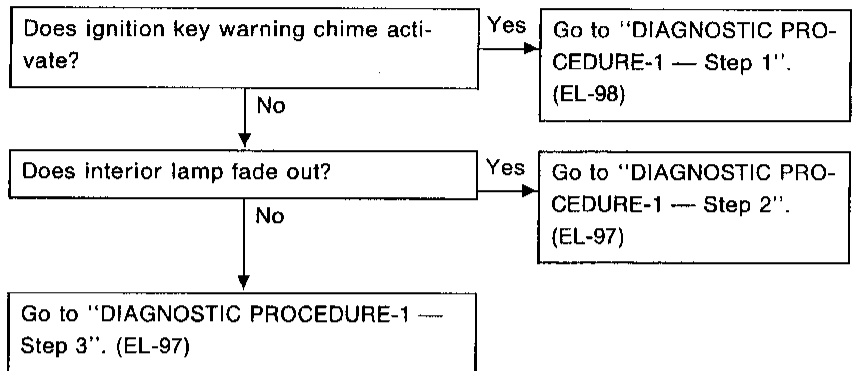 Does ignition key warning chime acti-
vate?
Yes
Go to "DIAGNOSTIC PRO-
CEDURE-1 — Step 1".
(EL-98)
No
Does interior lamp fade out?
Yes
Go to "DIAGNOSTIC PRO-
CEDURE-1 — Step 2".
(EL-97)
No
Go to "DIAGNOSTIC PROCEDURE-1 —
Step 3". (EL-97)